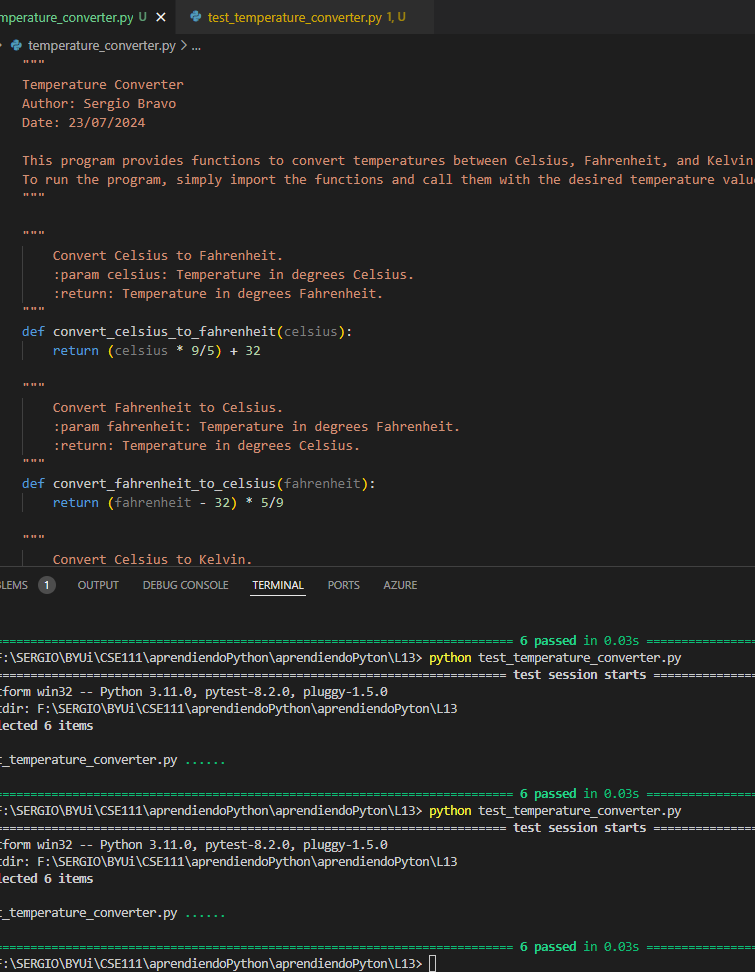 mperature_converter.py U × test_temperature_converter.py 1, U
temperature_converter.py > ...
"""
Temperature Converter
Author: Sergio Bravo
Date: 23/07/2024
This program provides functions to convert temperatures between Celsius, Fahrenheit, and Kelvin
To run the program, simply import the functions and call them with the desired temperature valu
"""
"""
Convert Celsius to Fahrenheit.
:param celsius: Temperature in degrees Celsius.
:return: Temperature in degrees Fahrenheit.
"""
def convert_celsius_to_fahrenheit(celsius):
return (celsius * 9/5) + 32
"""
Convert Fahrenheit to Celsius.
:param fahrenheit: Temperature in degrees Fahrenheit.
:return: Temperature in degrees Celsius.
"""
def convert_fahrenheit_to_celsius(fahrenheit):
return (fahrenheit - 32) * 5/9
"""
Convert Celsius to Kelvin.
BLEMS 1 OUTPUT DEBUG CONSOLE TERMINAL PORTS AZURE
6 passed in 0.03s
F:\SERGIO\BYUi\CSE111\aprendiendoPython\aprendiendoPyton\L13> python test_temperature_converter.py
test session starts
tform win32 -- Python 3.11.0, pytest-8.2.0, pluggy-1.5.0
tdir: F:\SERGIO\BYUi\CSE111\aprendiendoPython\aprendiendoPyton\L13
lected 6 items
t_temperature_converter.py ......
6 passed in 0.03s
F:\SERGIO\BYUi\CSE111\aprendiendoPython\aprendiendoPyton\L13> python test_temperature_converter.py
test session starts
tform win32 -- Python 3.11.0, pytest-8.2.0, pluggy-1.5.0
tdir: F:\SERGIO\BYUi\CSE111\aprendiendoPython\aprendiendoPyton\L13
lected 6 items
t_temperature_converter.py ......
6 passed in 0.03s
F:\SERGIO\BYUi\CSE111\aprendiendoPython\aprendiendoPyton\L13>